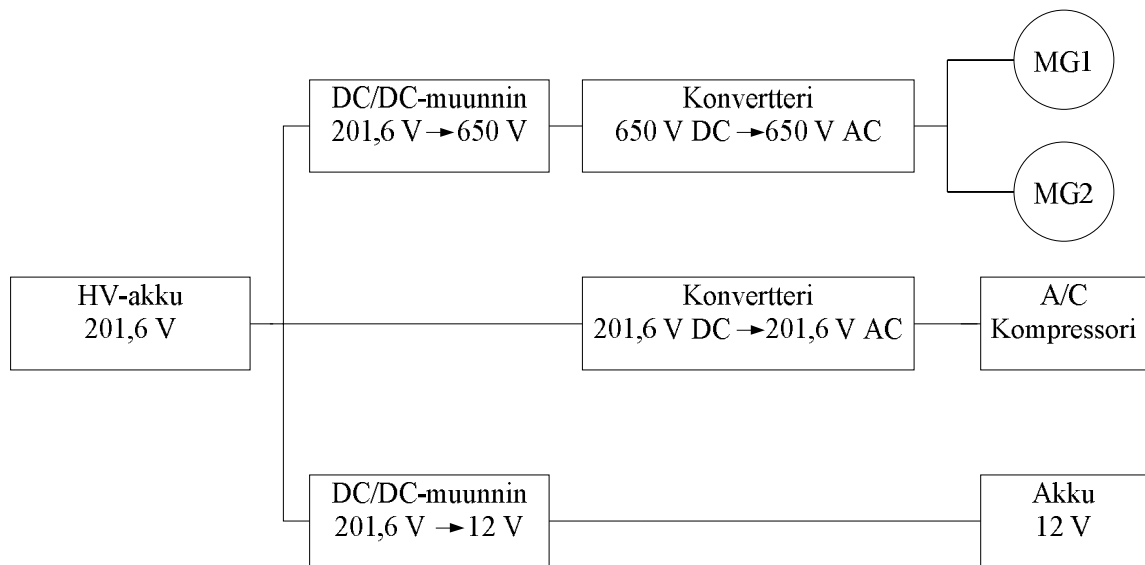 MG1
DC/DC-muunnin
201,6 V → 650 V
Konvertteri
650 V DC → 650 V AC
MG2
HV-akku
201,6 V
Konvertteri
201,6 V DC → 201,6 V AC
A/C
Kompressori
DC/DC-muunnin
201,6 V → 12 V
Akku
12 V